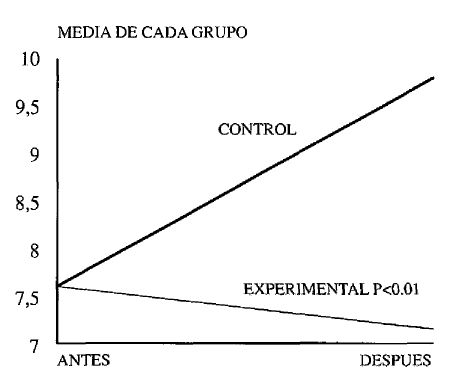 MEDIA DE CADA GRUPO
10
9,5
CONTROL
9
8,5
8
EXPERIMENTAL P<0.01
7,5
7
ANTES DESPUES